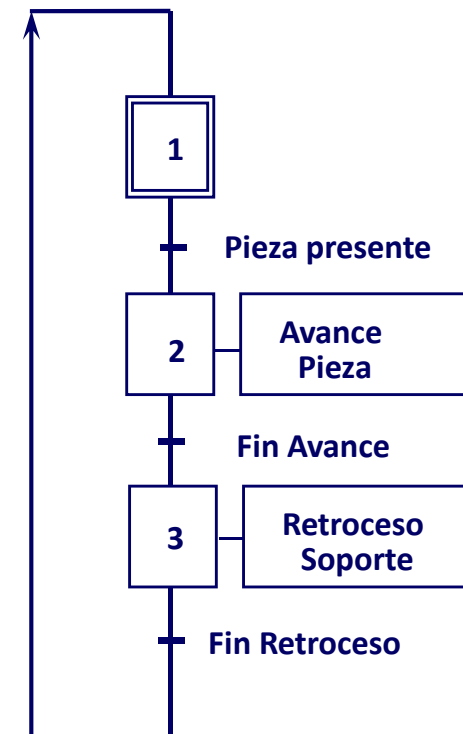 1
Pieza presente
2
Avance
Pieza
Fin Avance
3
Retroceso
Soporte
Fin Retroceso